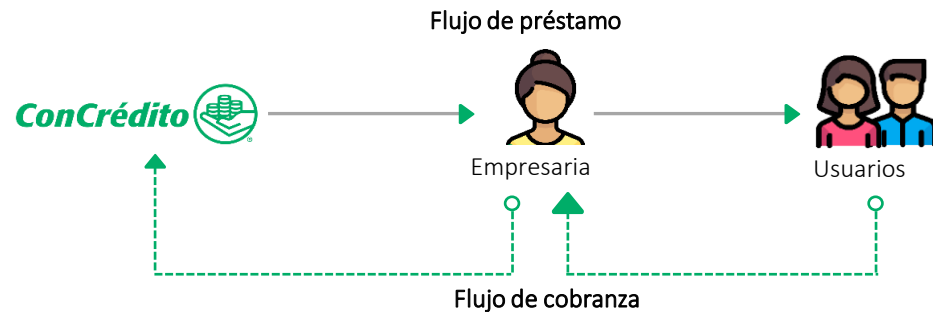 Flujo de préstamo
ConCrédito
Empresaria
Usuarios
Flujo de cobranza